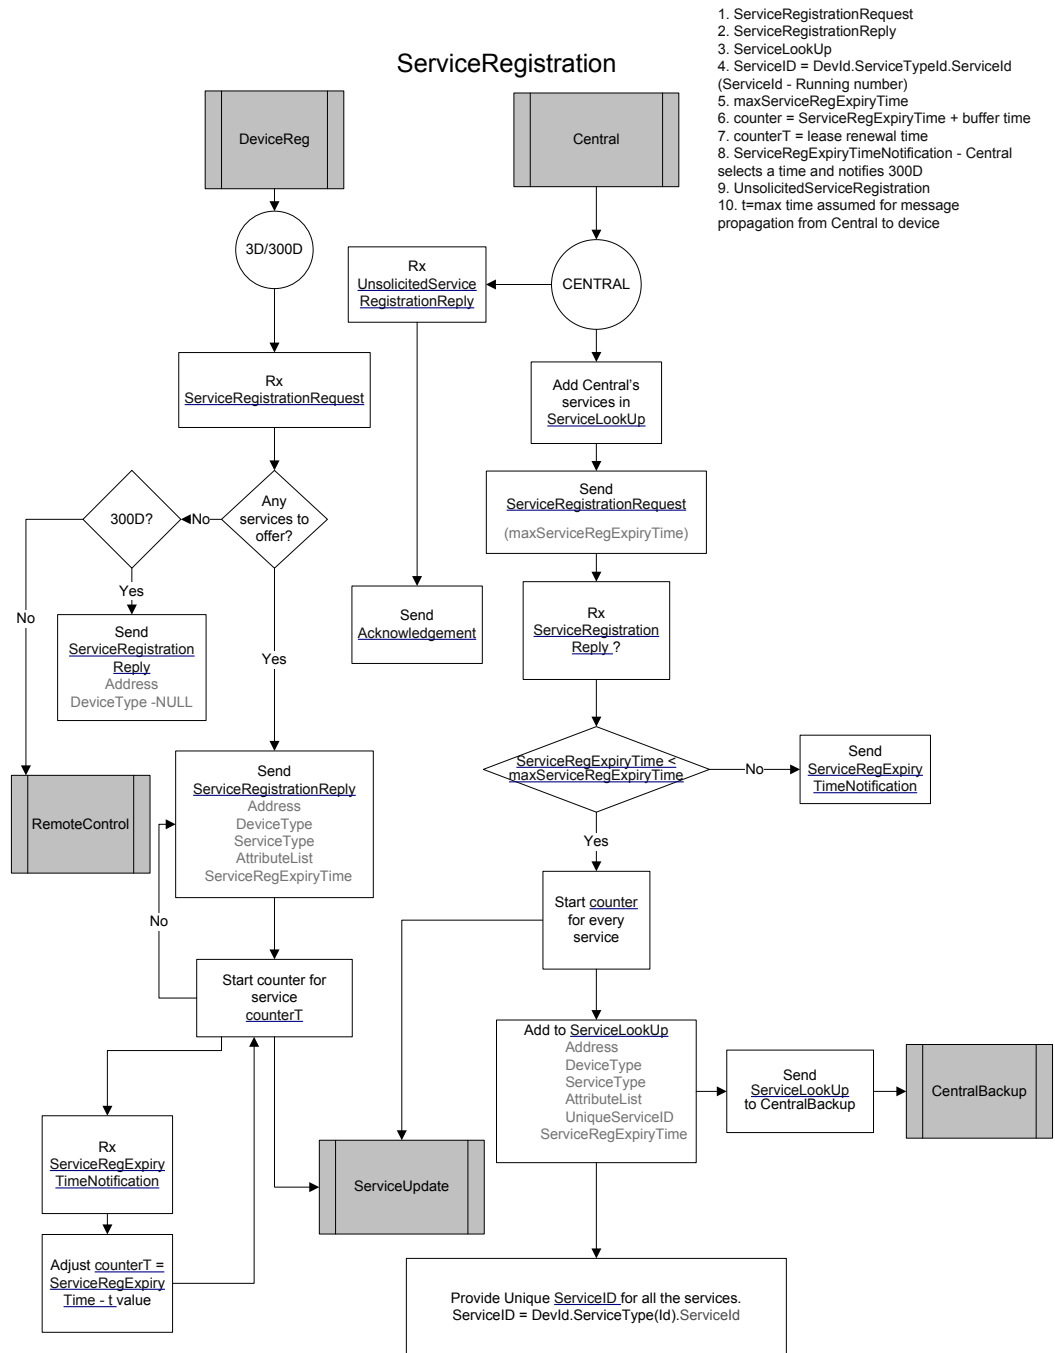 1. ServiceRegistrationRequest
2. ServiceRegistrationReply
3. ServiceLookUp
4. ServiceID = DevId.ServiceTypeId.ServiceId
(ServiceId - Running number)
5. maxServiceRegExpiryTime
6. counter = ServiceRegExpiryTime + buffer time
7. counterT = lease renewal time
8. ServiceRegExpiryTimeNotification - Central
selects a time and notifies 300D
9. UnsolicitedServiceRegistration
10. t=max time assumed for message
propagation from Central to device
ServiceRegistration
DeviceReg
Central
3D/300D
CENTRAL
Rx
UnsolicitedService
RegistrationReply
Rx
ServiceRegistrationRequest
Add Central's
services in
ServiceLookUp
Any
services to
offer?
No
300D?
Send
ServiceRegistrationRequest
(maxServiceRegExpiryTime)
Yes
No
Send
ServiceRegistration
Reply
Address
DeviceType -NULL
Yes
Send
Acknowledgement
Rx
ServiceRegistration
Reply ?
ServiceRegExpiryTime <
maxServiceRegExpiryTime
No
Send
ServiceRegExpiry
TimeNotification
RemoteControl
Send
ServiceRegistrationReply
Address
DeviceType
ServiceType
AttributeList
ServiceRegExpiryTime
Yes
No
Start counter
for every
service
Start counter for
service
counterT
Add to ServiceLookUp
Address
DeviceType
ServiceType
AttributeList
UniqueServiceID
ServiceRegExpiryTime
Send
ServiceLookUp
to CentralBackup
CentralBackup
Rx
ServiceRegExpiry
TimeNotification
ServiceUpdate
Adjust counterT =
ServiceRegExpiry
Time - t value
Provide Unique ServiceID for all the services.
ServiceID = DevId.ServiceType(Id).ServiceId